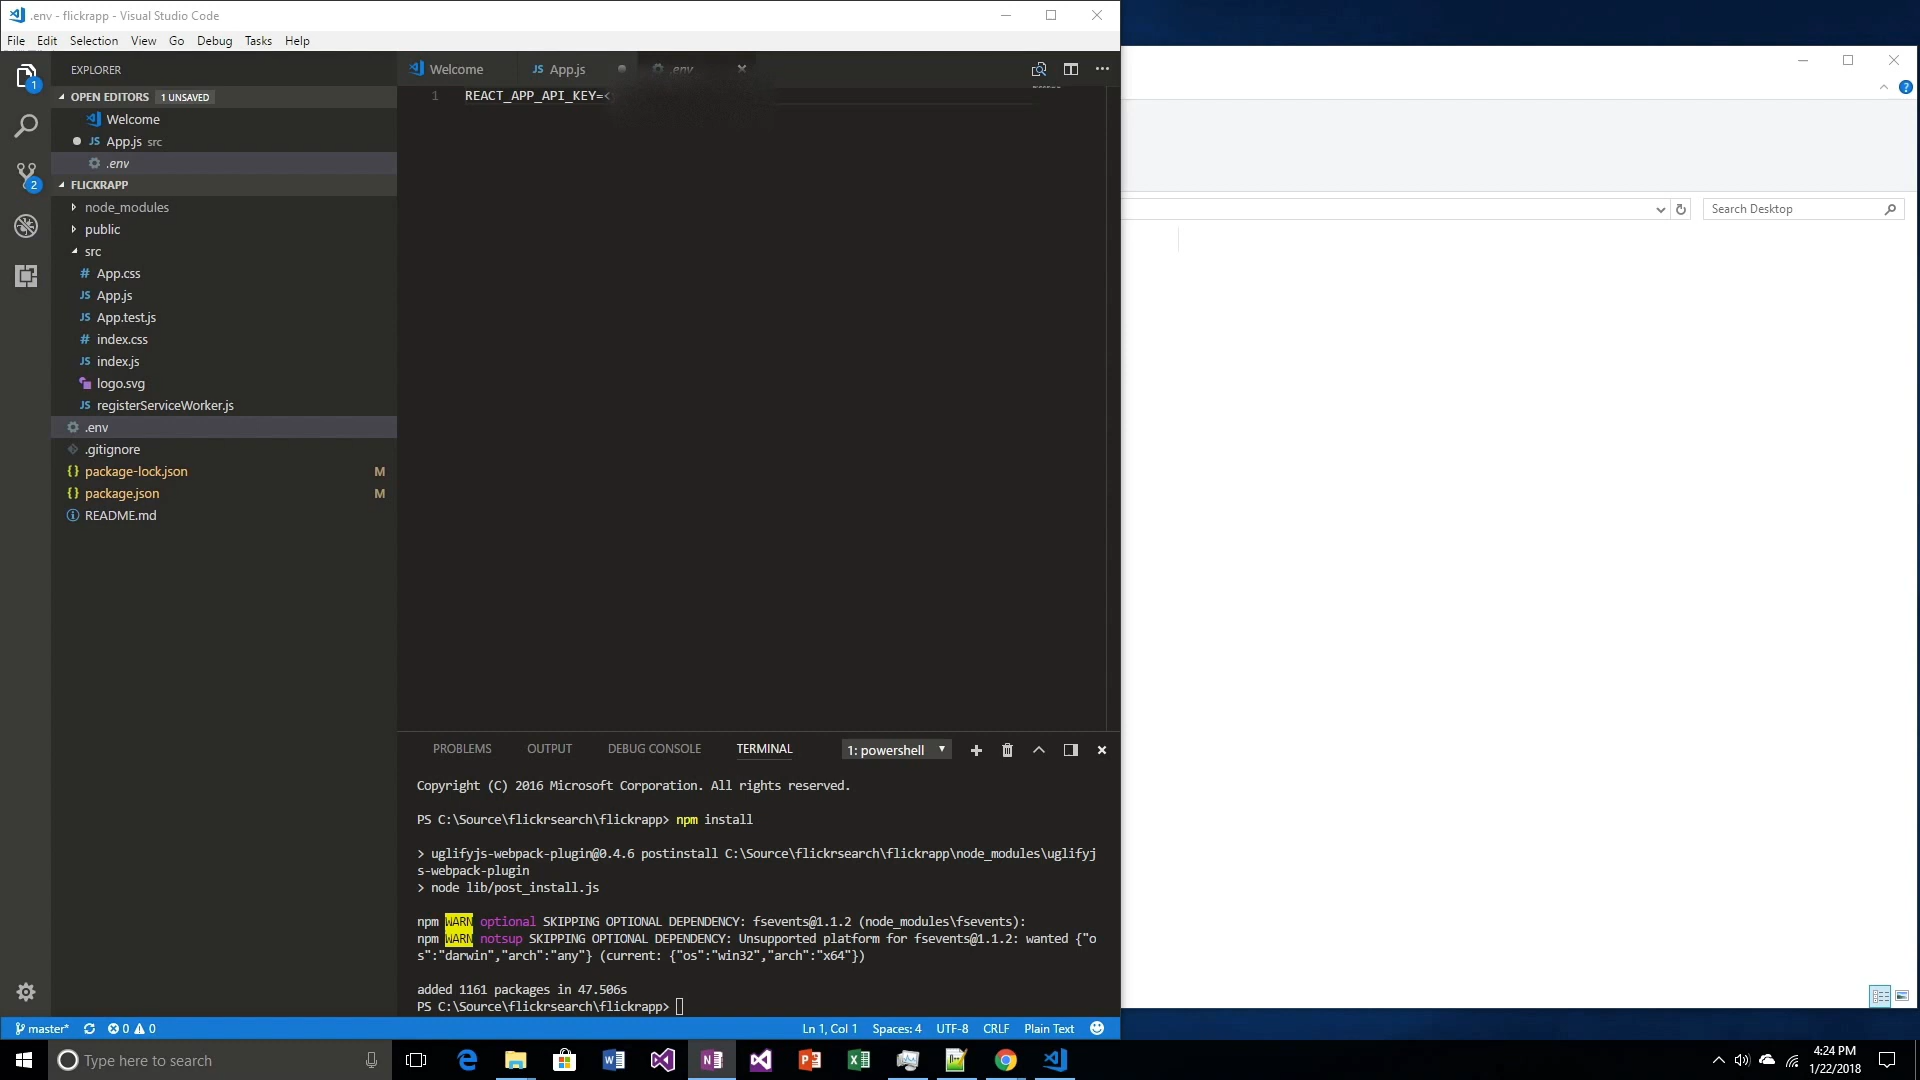 .env - flickrapp - Visual Studio Code
File Edit Selection View Go Debug Tasks Help
EXPLORER
OPEN EDITORS 1 UNSAVED
Welcome
JS App.js src
.env
FLICKRAPP
node_modules
public
src
# App.css
JS App.js
JS App.test.js
# index.css
JS index.js
logo.svg
JS registerServiceWorker.js
.env
.gitignore
{} package-lock.json M
{} package.json M
README.md
1
2
Welcome JS App.js .env
1 REACT_APP_API_KEY=<
PROBLEMS OUTPUT DEBUG CONSOLE TERMINAL 1: powershell
Copyright (C) 2016 Microsoft Corporation. All rights reserved.
PS C:\Source\flickrsearch\flickrapp> npm install
> uglifyjs-webpack-plugin@0.4.6 postinstall C:\Source\flickrsearch\flickrapp\node_modules\uglifyj
s-webpack-plugin
> node lib/post_install.js
npm WARN optional SKIPPING OPTIONAL DEPENDENCY: fsevents@1.1.2 (node_modules\fsevents):
npm WARN notsup SKIPPING OPTIONAL DEPENDENCY: Unsupported platform for fsevents@1.1.2: wanted {"o
s":"darwin","arch":"any"} (current: {"os":"win32","arch":"x64"})
added 1161 packages in 47.506s
PS C:\Source\flickrsearch\flickrapp>
master* 0 0 Ln 1, Col 1 Spaces: 4 UTF-8 CRLF Plain Text
Search Desktop
Type here to search
4:24 PM
1/22/2018